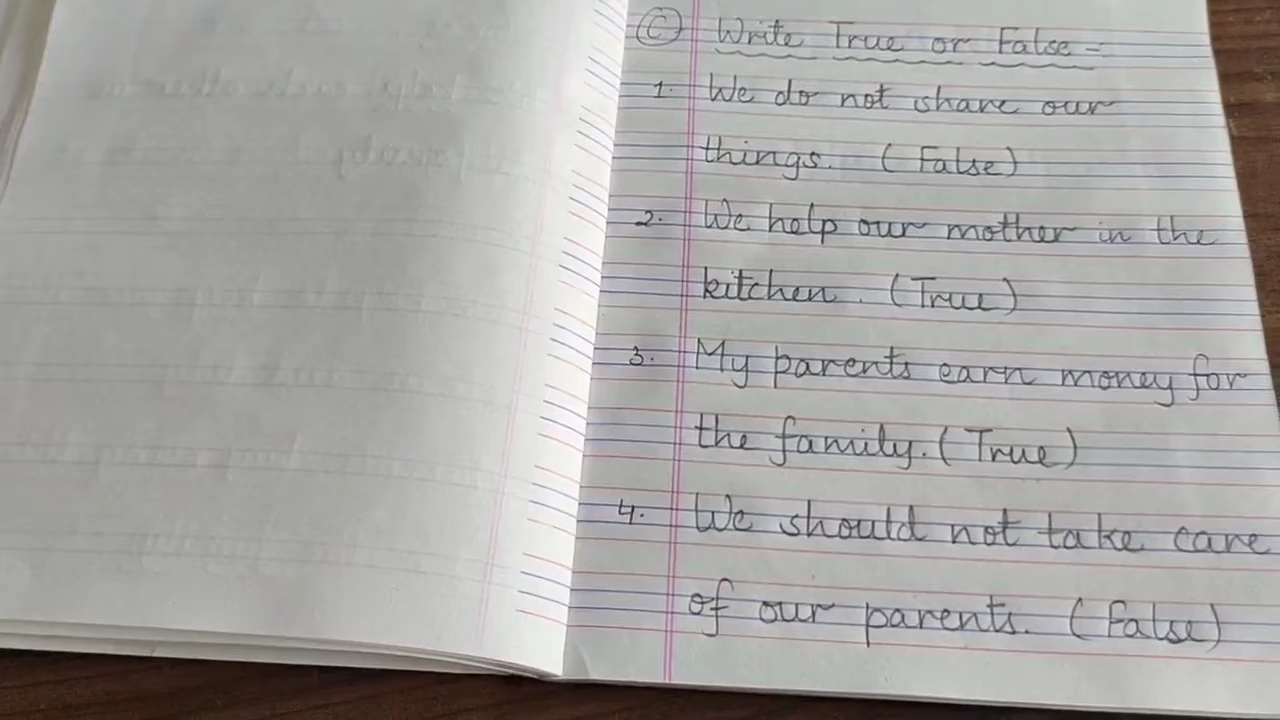 C Write True or False -
1. We do not share our
things. (False)
2. We help our mother in the
kitchen. (True)
3. My parents earn money for
the family. (True)
4. We should not take care
of our parents. (False)